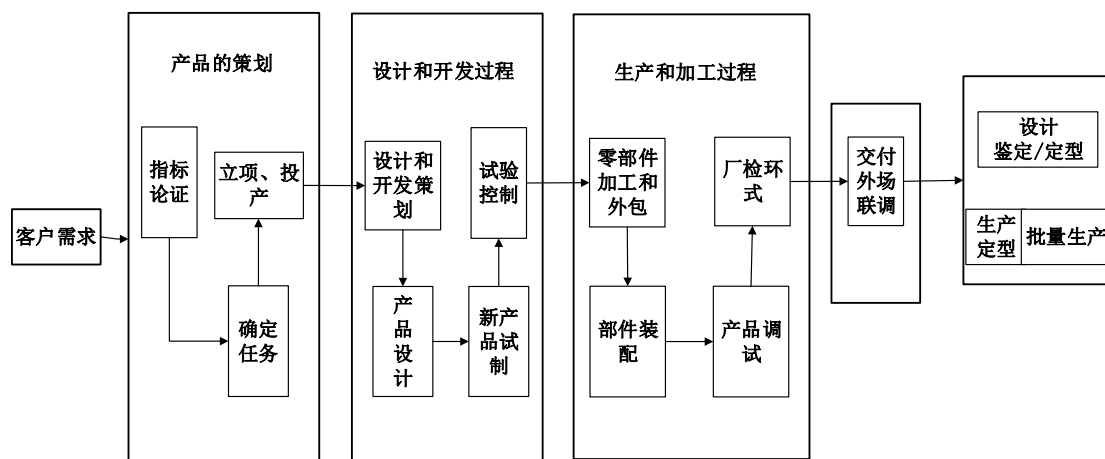 客户需求
产品的策划
指标
论证
确定
任务
立项、投
产
设计和开发过程
设计和
开发策
划
产
品
设
计
新产
品试
制
试验
控制
生产和加工过程
零部件
加工和
外包
部件装
配
产品调
试
厂检环
式
交付
外场
联调
设计
鉴定/定型
生产
定型
批量生产